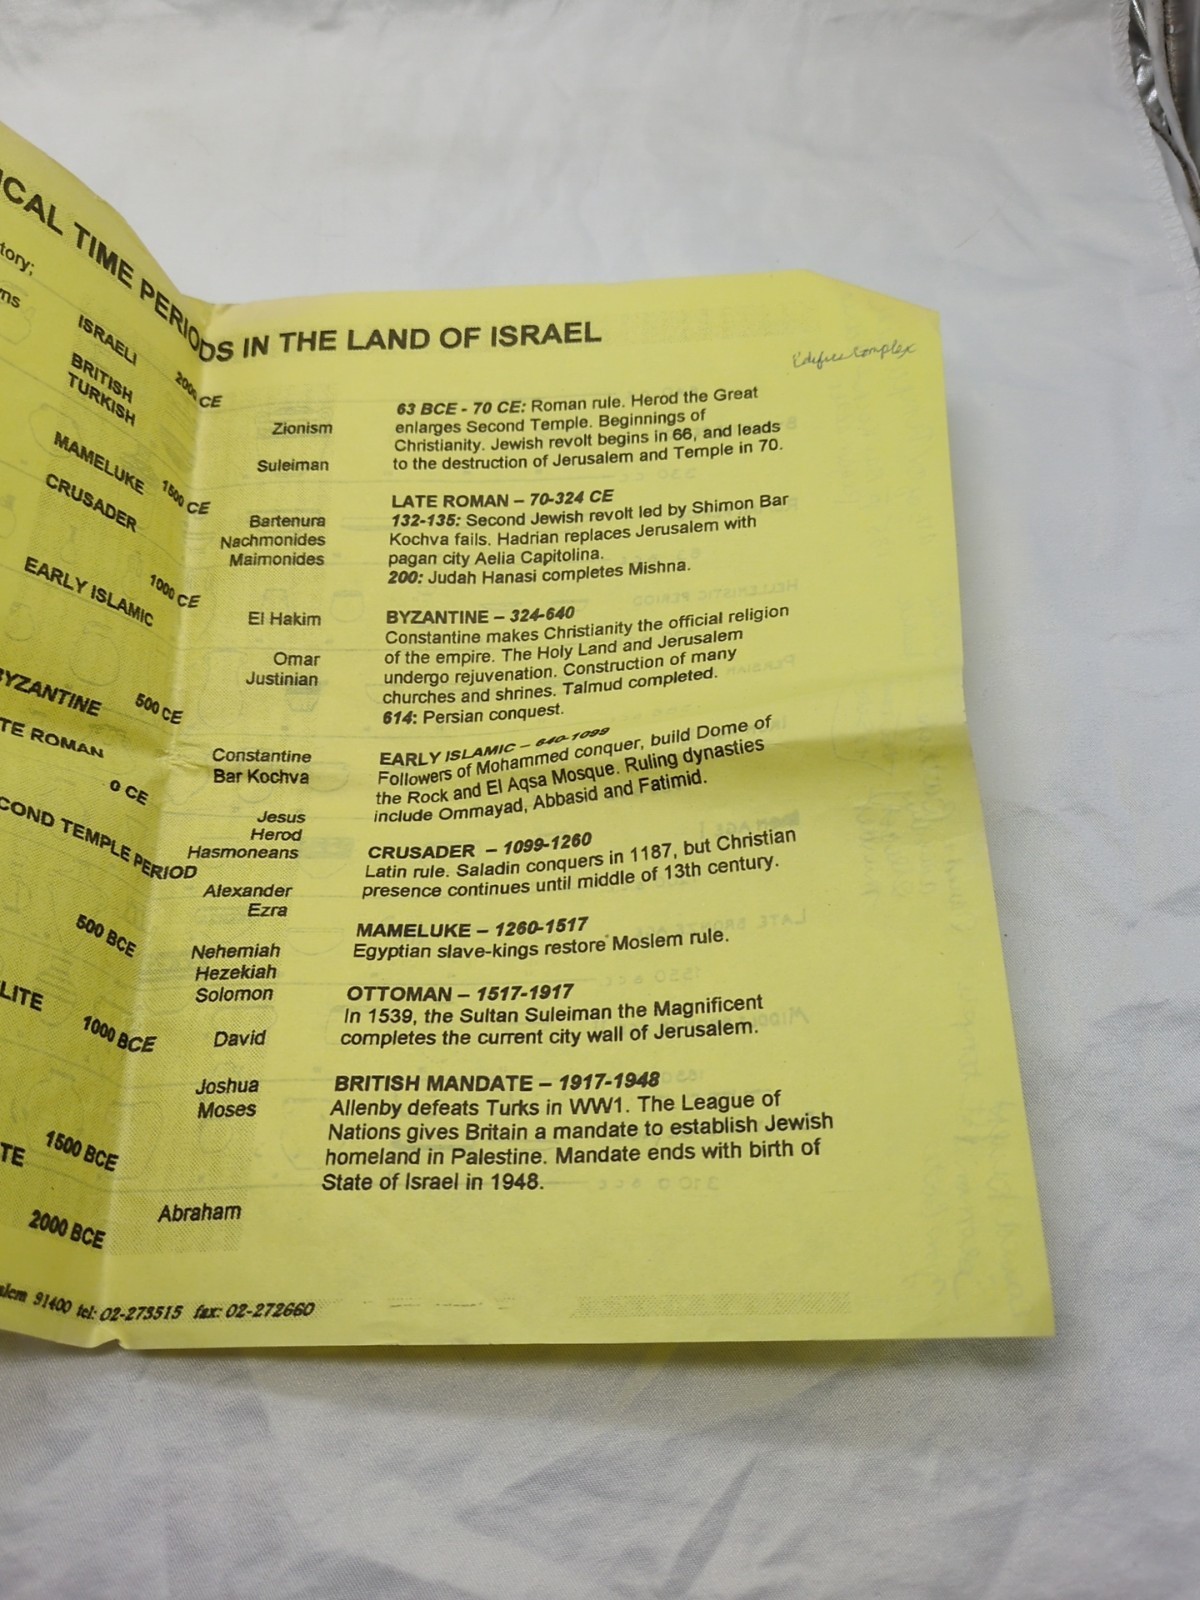 ICAL TIME PERIODS IN THE LAND OF ISRAEL
tory;
ISRAELI
2000 CE
BRITISH
TURKISH
MAMELUKE
1500 CE
CRUSADER
1000 CE
EARLY ISLAMIC
BYZANTINE
500 CE
TE ROMAN
0 CE
COND TEMPLE PERIOD
500 BCE
LITE
1000 BCE
1500 BCE
TE
2000 BCE
Zionism
Suleiman
Bartenura
Nachmonides
Maimonides
El Hakim
Omar
Justinian
Constantine
Bar Kochva
Jesus
Herod
Hasmoneans
Alexander
Ezra
Nehemiah
Hezekiah
Solomon
David
Joshua
Moses
Abraham
Complex
63 BCE - 70 CE: Roman rule. Herod the Great
enlarges Second Temple. Beginnings of
Christianity. Jewish revolt begins in 66, and leads
to the destruction of Jerusalem and Temple in 70.
LATE ROMAN – 70-324 CE
132-135: Second Jewish revolt led by Shimon Bar
Kochva fails. Hadrian replaces Jerusalem with
pagan city Aelia Capitolina.
200: Judah Hanasi completes Mishna.
BYZANTINE – 324-640
Constantine makes Christianity the official religion
of the empire. The Holy Land and Jerusalem
undergo rejuvenation. Construction of many
churches and shrines. Talmud completed.
614: Persian conquest.
EARLY ISLAMIC – 640-1099
Followers of Mohammed conquer, build Dome of
the Rock and El Aqsa Mosque. Ruling dynasties
include Ommayad, Abbasid and Fatimid.
CRUSADER – 1099-1260
Latin rule. Saladin conquers in 1187, but Christian
presence continues until middle of 13th century.
MAMELUKE – 1260-1517
Egyptian slave-kings restore Moslem rule.
OTTOMAN – 1517-1917
In 1539, the Sultan Suleiman the Magnificent
completes the current city wall of Jerusalem.
BRITISH MANDATE – 1917-1948
Allenby defeats Turks in WW1. The League of
Nations gives Britain a mandate to establish Jewish
homeland in Palestine. Mandate ends with birth of
State of Israel in 1948.
alem 91400 tel: 02-273515 fax: 02-272660